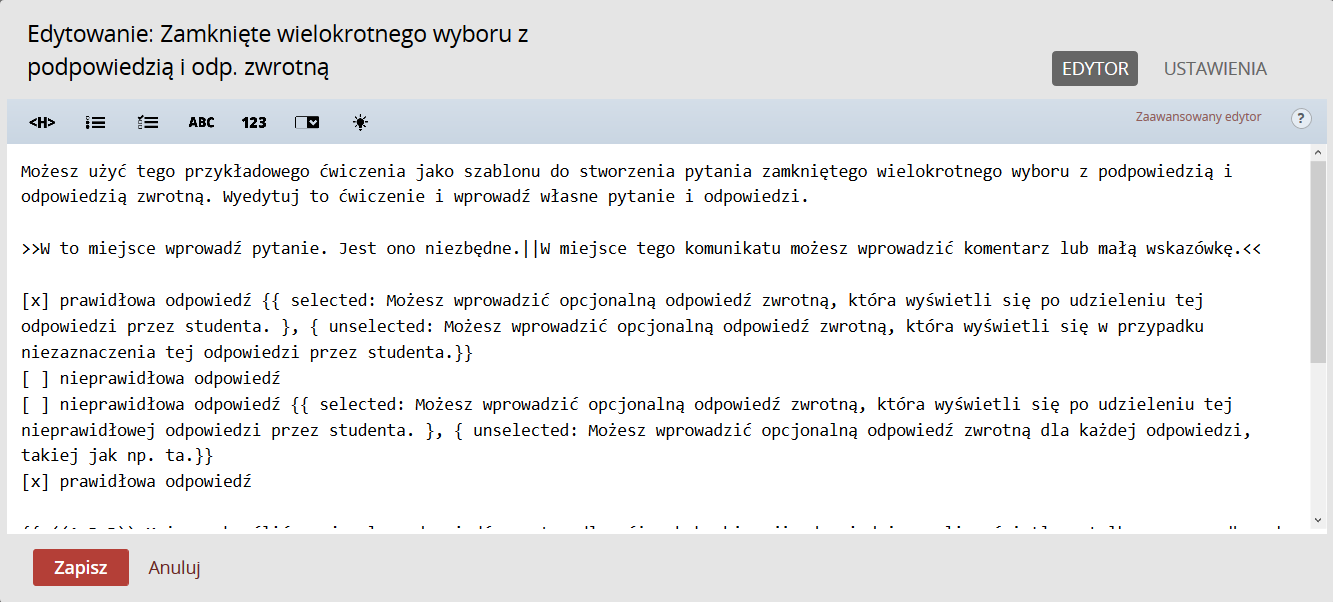 Edytowanie: Zamknięte wielokrotnego wyboru z
podpowiedzią i odp. zwrotną
EDYTOR
USTAWIENIA
<H>
ABC
123
Zaawansowany edytor
?
Możesz użyć tego przykładowego ćwiczenia jako szablonu do stworzenia pytania zamkniętego wielokrotnego wyboru z podpowiedzią i
odpowiedzią zwrotną. Wyedytuj to ćwiczenie i wprowadź własne pytanie i odpowiedzi.
>>W to miejsce wprowadź pytanie. Jest ono niezbędne.||W miejsce tego komunikatu możesz wprowadzić komentarz lub małą wskazówkę.<<
[x] prawidłowa odpowiedź {{ selected: Możesz wprowadzić opcjonalną odpowiedź zwrotną, która wyświetli się po udzieleniu tej
odpowiedzi przez studenta. }, { unselected: Możesz wprowadzić opcjonalną odpowiedź zwrotną, która wyświetli się w przypadku
niezaznaczenia tej odpowiedzi przez studenta.}}
[ ] nieprawidłowa odpowiedź
[ ] nieprawidłowa odpowiedź {{ selected: Możesz wprowadzić opcjonalną odpowiedź zwrotną, która wyświetli się po udzieleniu tej
nieprawidłowej odpowiedzi przez studenta. }, { unselected: Możesz wprowadzić opcjonalną odpowiedź zwrotną dla każdej odpowiedzi,
takiej jak np. ta.}}
[x] prawidłowa odpowiedź
Zapisz
Anuluj